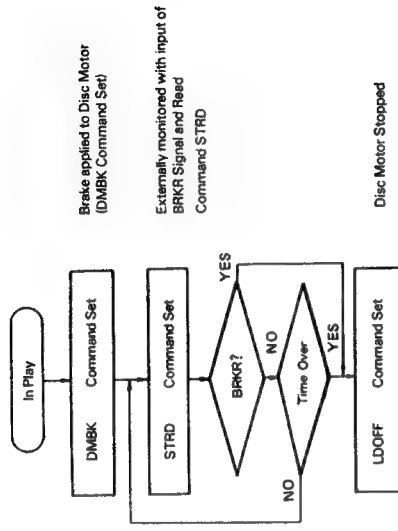 In Play
DMBK Command Set
Brake applied to Disc Motor
(DMBK Command Set)
STRD Command Set
Externally monitored with input of
BRKR Signal and Read
Command STRD
BRKR?
YES
NO
Time Over
NO
YES
LDOFF Command Set
Disc Motor Stopped